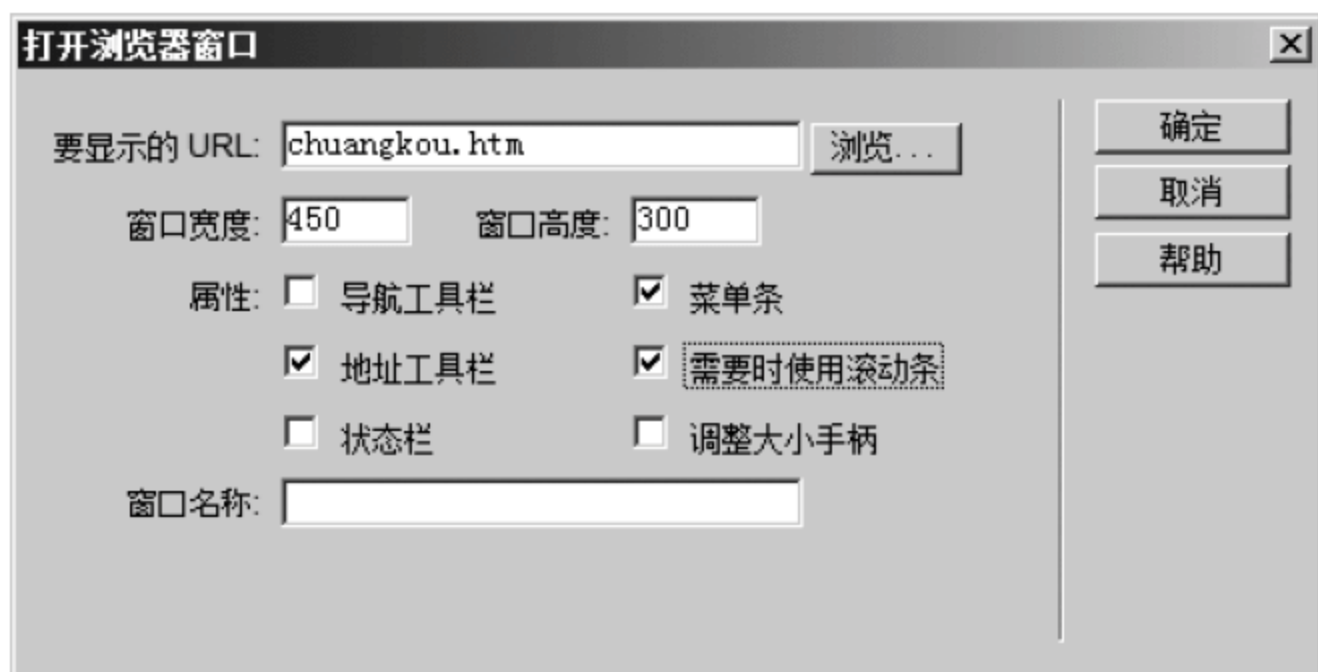 打开浏览器窗口
要显示的 URL: chuangkou.htm 浏览... 确定
取消
窗口宽度: 450 窗口高度: 300
帮助
属性: 导航工具栏 菜单条
地址工具栏 需要时使用滚动条
状态栏 调整大小手柄
窗口名称: